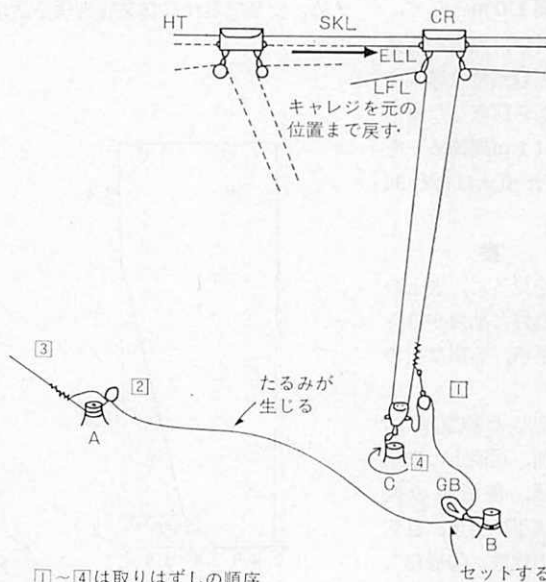 HT
SKL
CR
ELL
LFL
キャレジを元の
位置まで戻す
3
2
たるみが
生じる
1
A
4
C
GB
B
1~4は取りはずしの順序
セットする